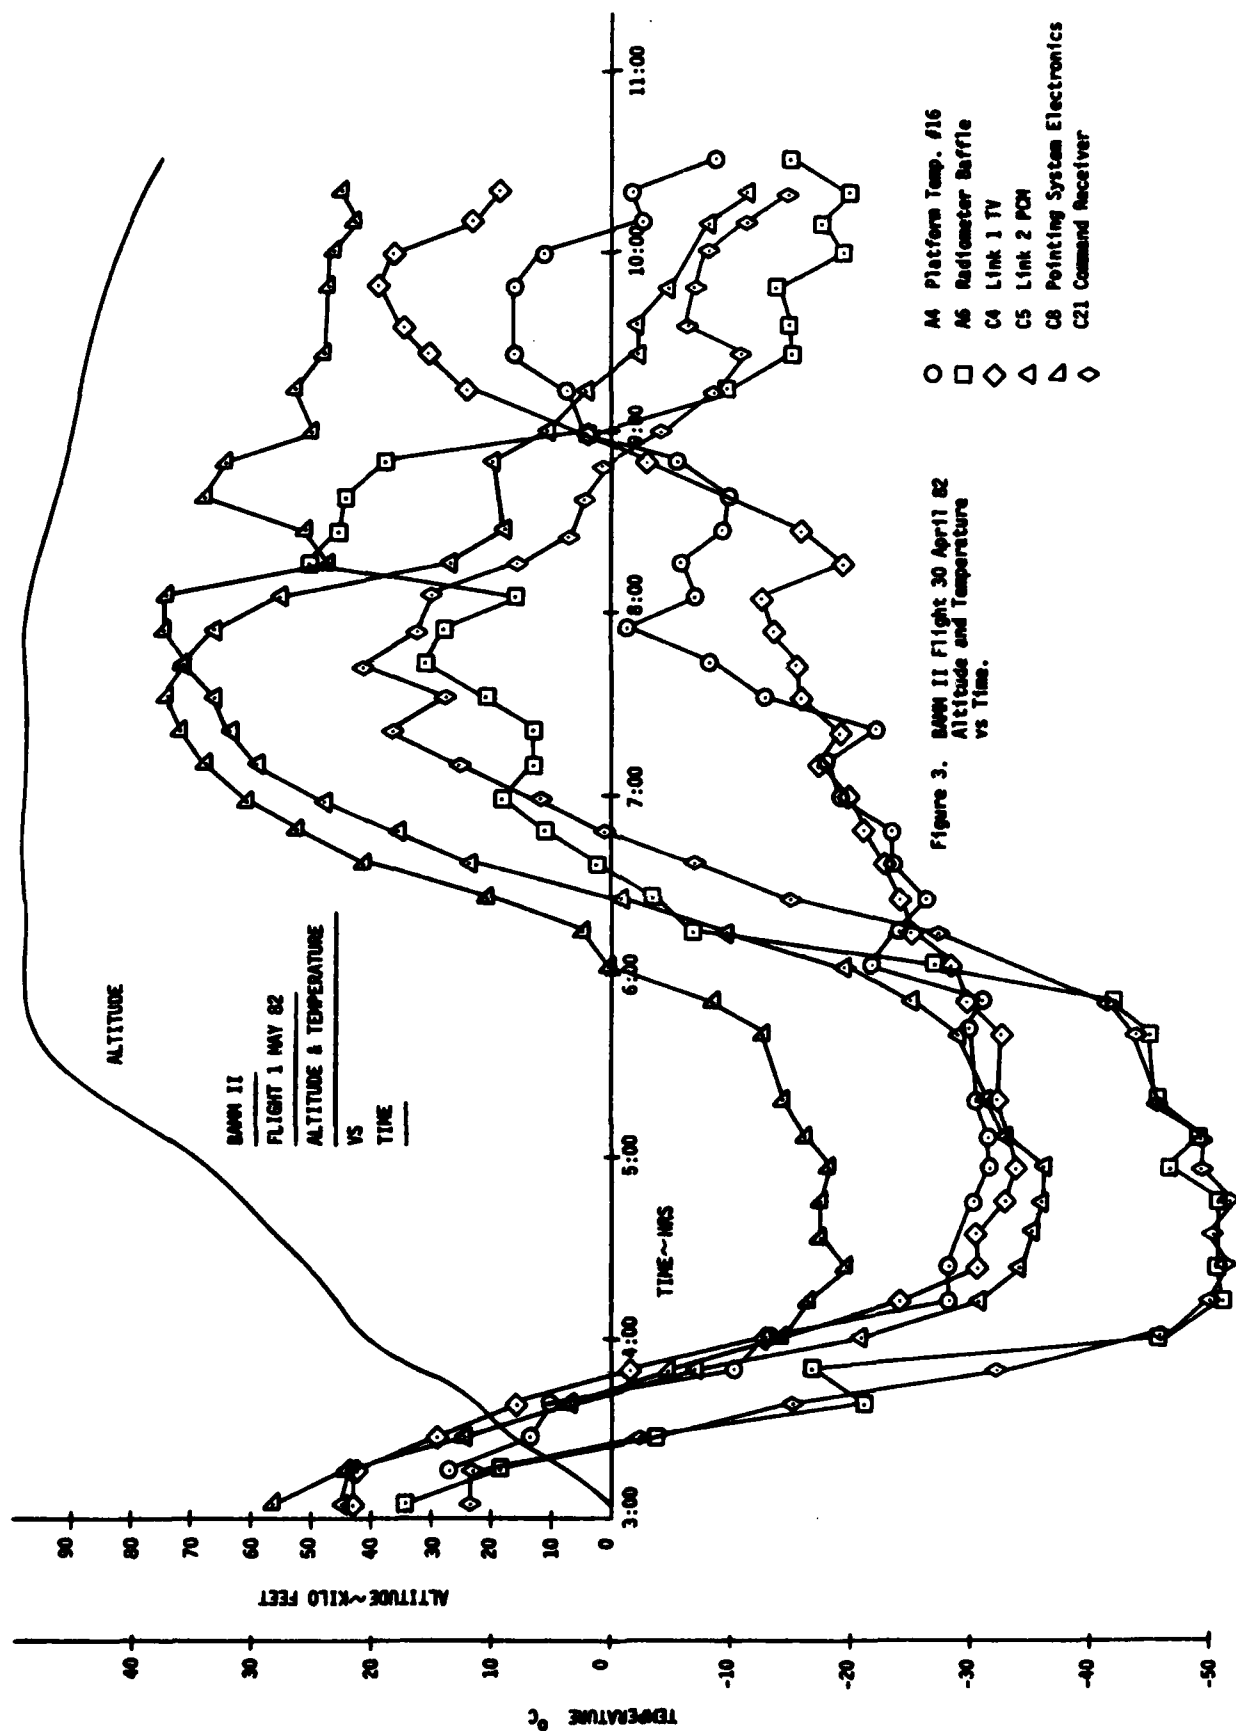 ALTITUDE
BAMM II
FLIGHT 1 MAY 82
ALTITUDE & TEMPERATURE
VS
TIME
TEMPERATURE °C
40
30
20
10
0
-10
-20
-30
-40
-50
ALTITUDE~KILO FEET
90
80
70
60
50
40
30
20
10
0
3:00
4:00
5:00
6:00
7:00
8:00
9:00
10:00
11:00
TIME~HRS
A4 Platform Temp. #16
A6 Radiometer Baffle
C4 Link 1 TV
C5 Link 2 PCM
C8 Pointing System Electronics
C21 Command Receiver
Figure 3. BAMM II Flight 30 April 82
Altitude and Temperature
vs Time.